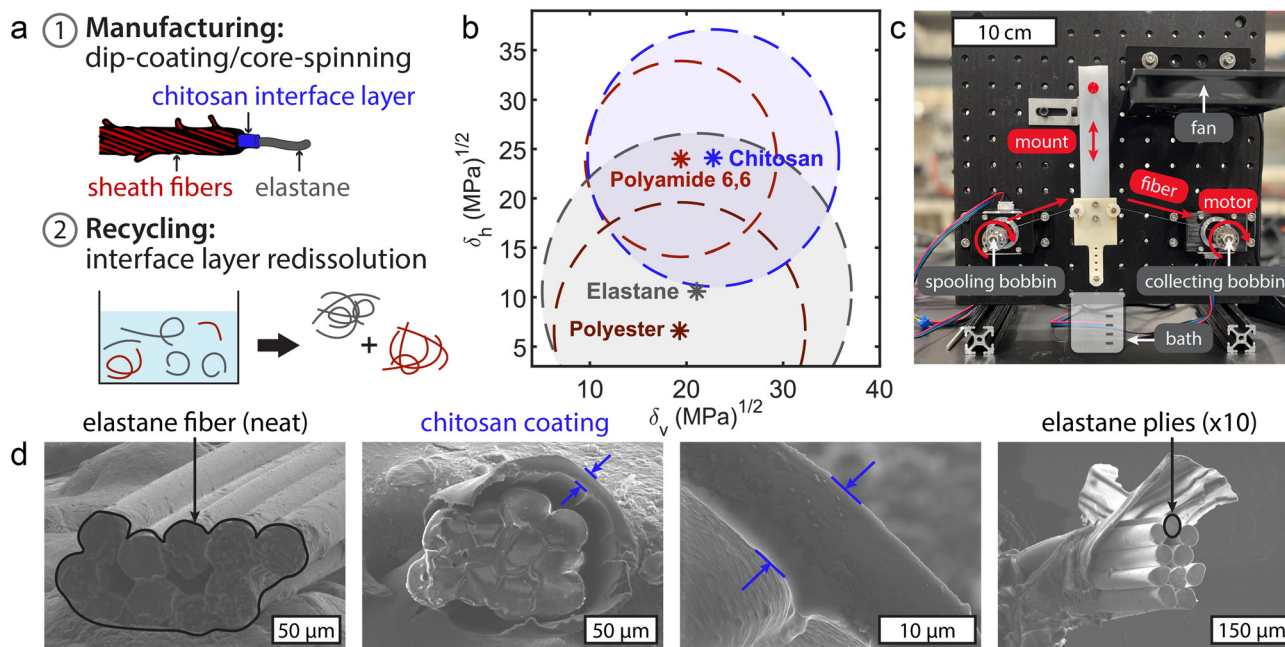 a
1 Manufacturing:
dip-coating/core-spinning
chitosan interface layer
sheath fibers
elastane
2 Recycling:
interface layer redissolution
+
b
δh (MPa)1/2
35
30
25
20
15
10
5
Chitosan
Polyamide 6,6
Elastane
Polyester
10
20
30
40
δv (MPa)1/2
c
10 cm
fan
mount
fiber
motor
spooling bobbin
collecting bobbin
bath
d
elastane fiber (neat)
chitosan coating
elastane plies (x10)
50 μm
50 μm
10 μm
150 μm